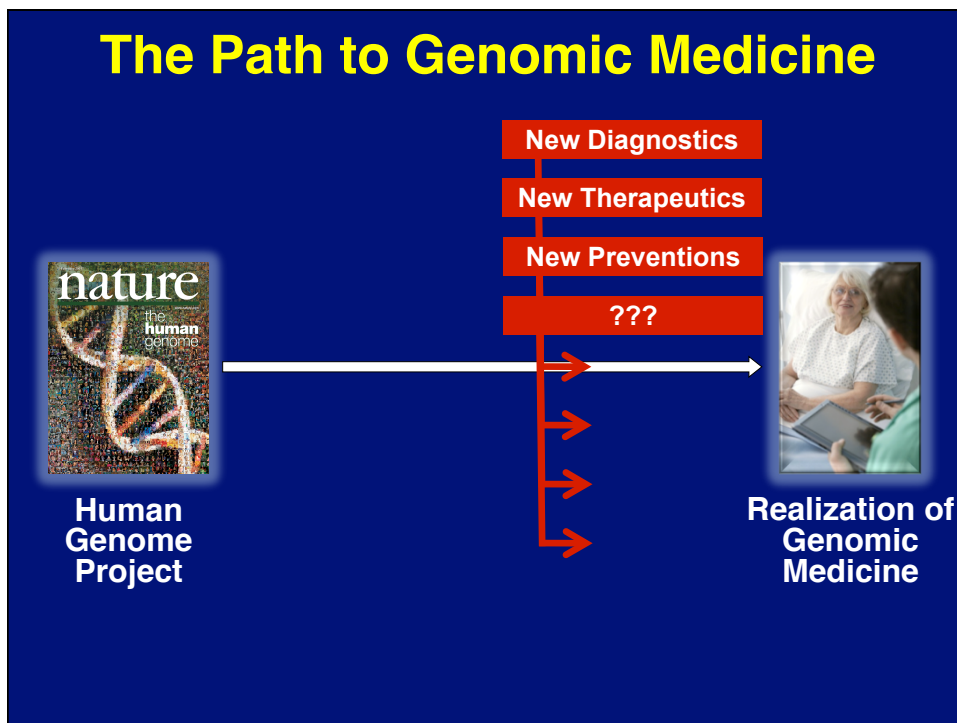 The Path to Genomic Medicine
New Diagnostics
New Therapeutics
New Preventions
???
nature
the
human
genome
Human
Genome
Project
Realization of
Genomic
Medicine